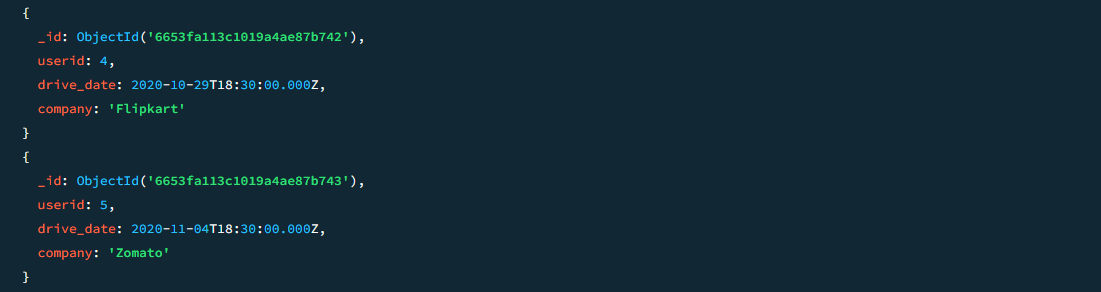 {
_id: ObjectId('6653fa113c1019a4ae87b742'),
userid: 4,
drive_date: 2020-10-29T18:30:00.000Z,
company: 'Flipkart'
}
{
_id: ObjectId('6653fa113c1019a4ae87b743'),
userid: 5,
drive_date: 2020-11-04T18:30:00.000Z,
company: 'Zomato'
}